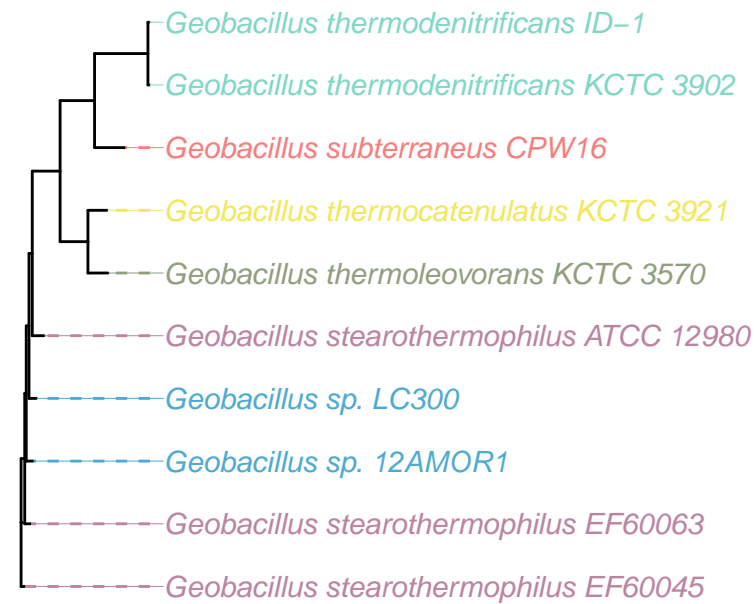 Geobacillus thermodenitrificans ID−1
Geobacillus thermodenitrificans KCTC 3902
Geobacillus subterraneus CPW16
Geobacillus thermocatenulatus KCTC 3921
Geobacillus thermoleovorans KCTC 3570
Geobacillus stearothermophilus ATCC 12980
Geobacillus sp. LC300
Geobacillus sp. 12AMOR1
Geobacillus stearothermophilus EF60063
Geobacillus stearothermophilus EF60045